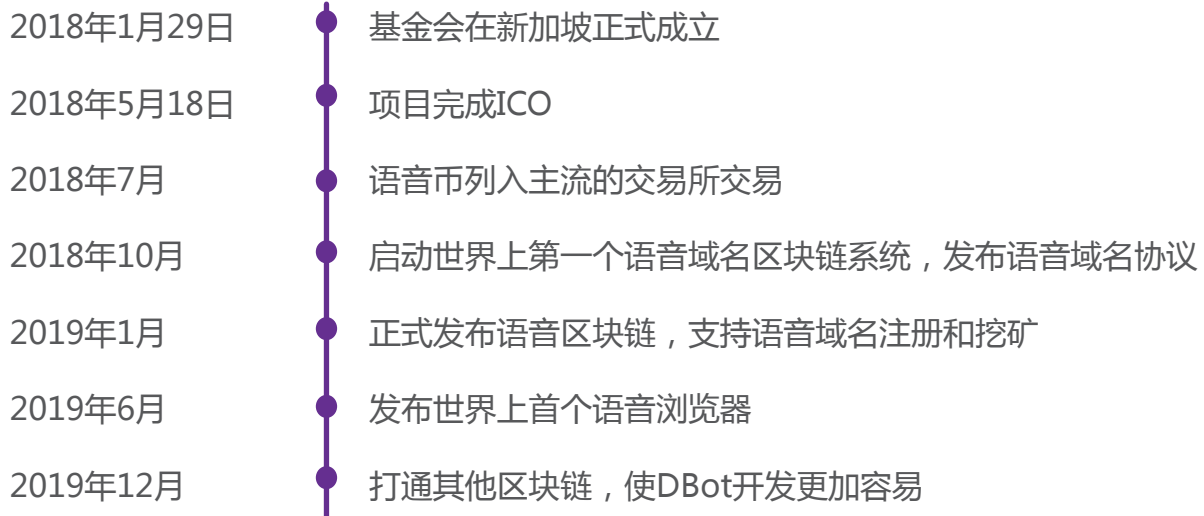 2018年1月29日 基金会在新加坡正式成立
2018年5月18日 项目完成ICO
2018年7月 语音币列入主流的交易所交易
2018年10月 启动世界上第一个语音域名区块链系统，发布语音域名协议
2019年1月 正式发布语音区块链，支持语音域名注册和挖矿
2019年6月 发布世界上首个语音浏览器
2019年12月 打通其他区块链，使DBot开发更加容易